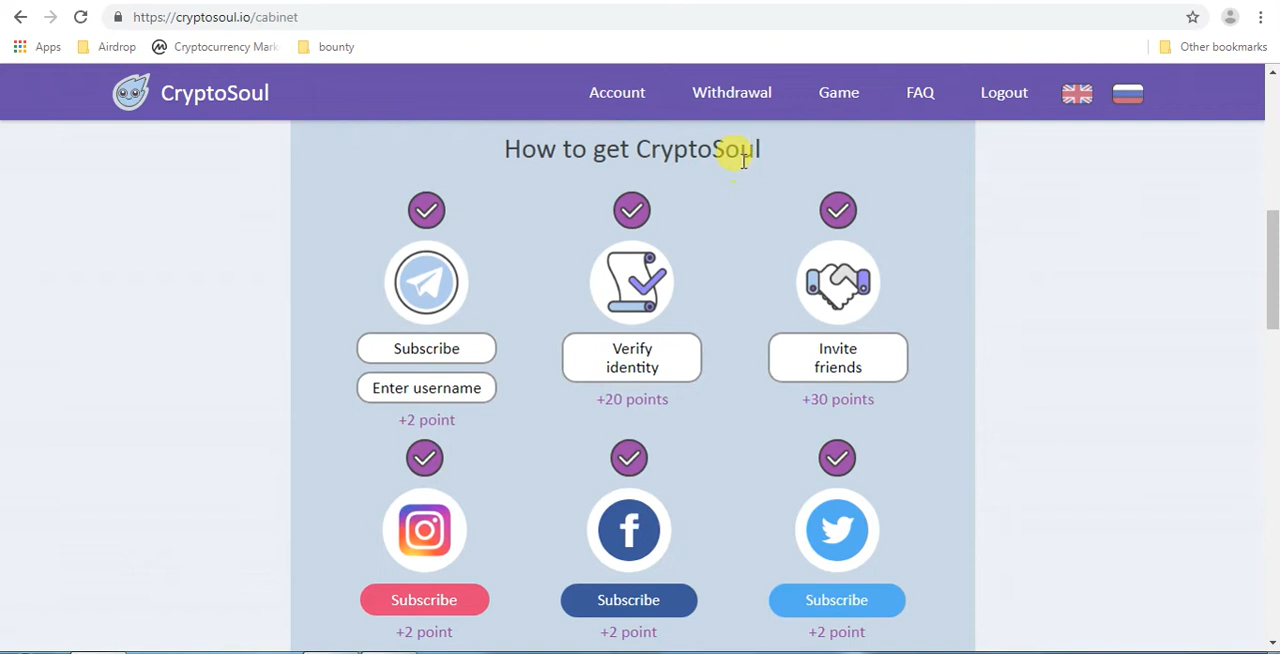 https://cryptosoul.io/cabinet
Apps Airdrop Cryptocurrency Mark bounty Other bookmarks
CryptoSoul Account Withdrawal Game FAQ Logout
How to get CryptoSoul
Subscribe
Enter username
+2 point
Verify
identity
+20 points
Invite
friends
+30 points
Subscribe
+2 point
Subscribe
+2 point
Subscribe
+2 point